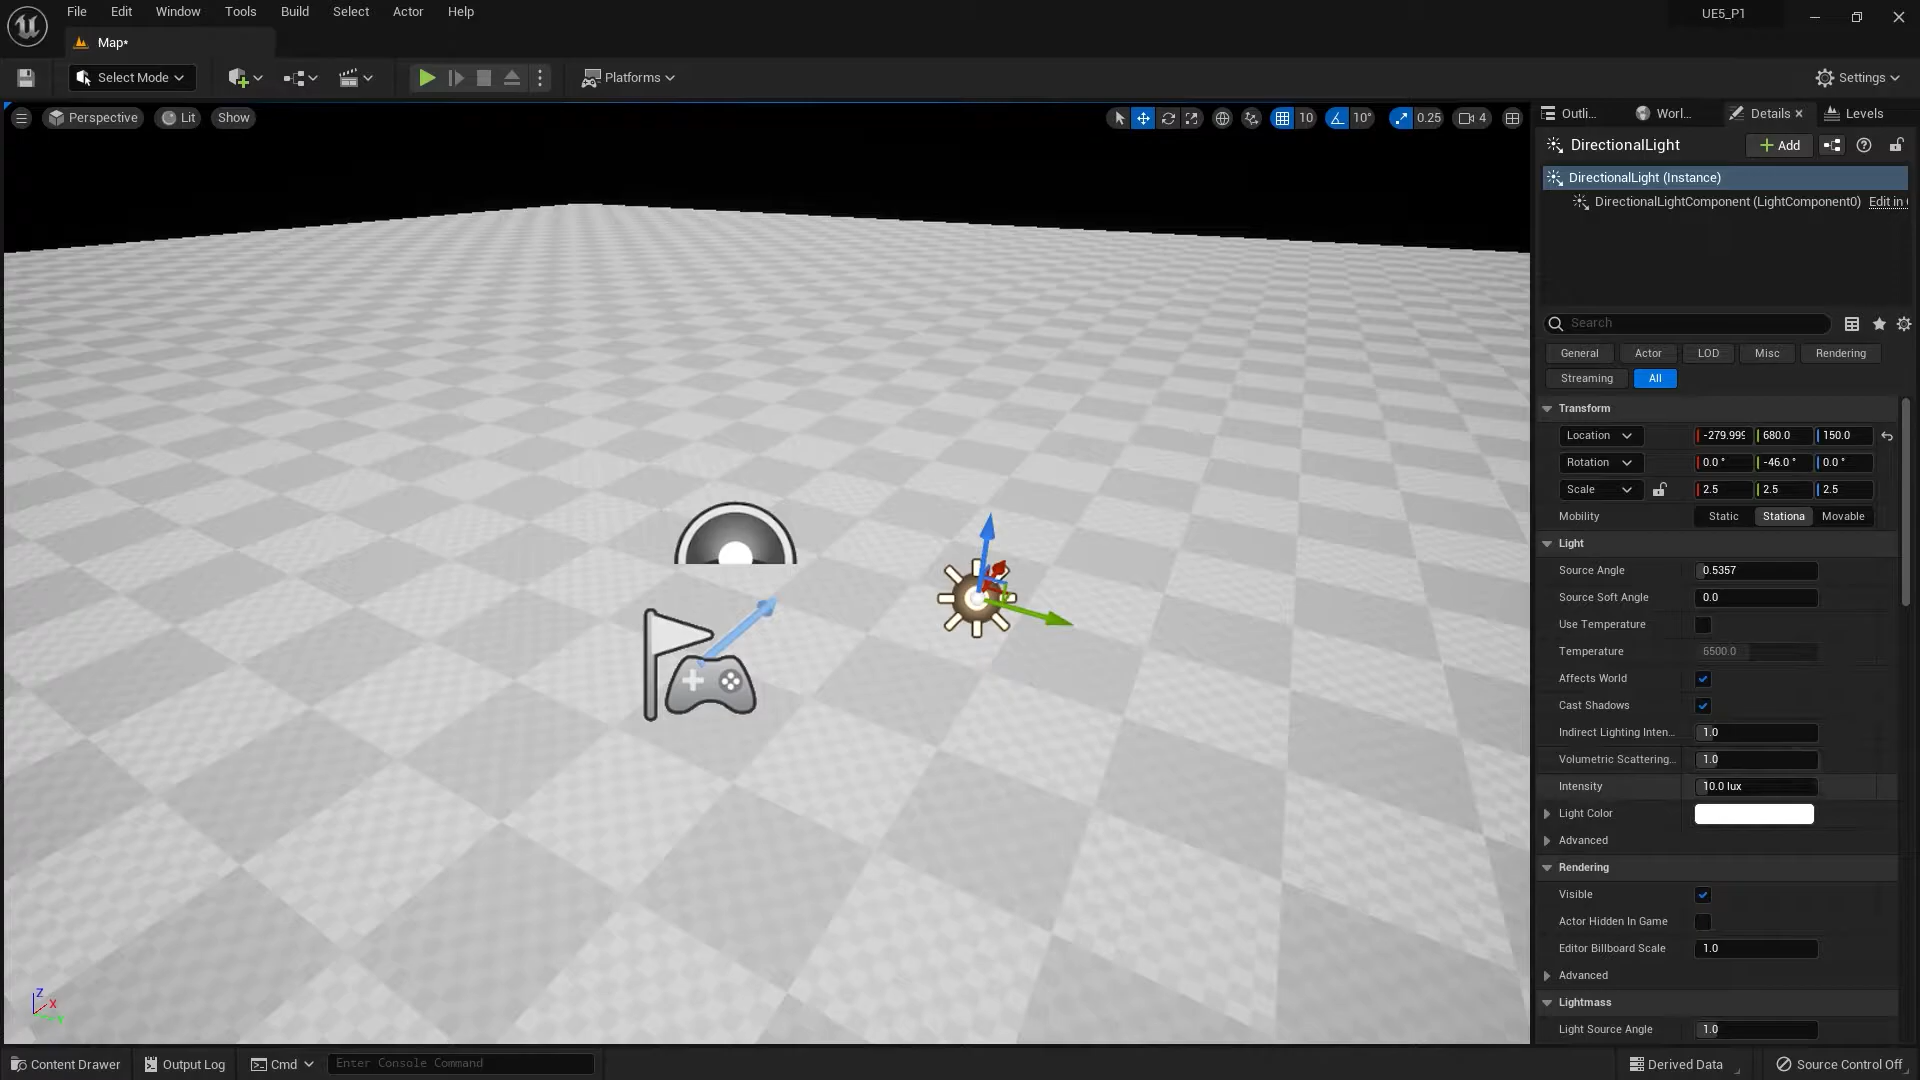 File Edit Window Tools Build Select Actor Help
UE5_P1
Map*
Select Mode
Platforms
Settings
Perspective Lit Show
10 10° 0.25 4
Outli... Worl... Details Levels
DirectionalLight
Add
DirectionalLight (Instance)
DirectionalLightComponent (LightComponent0) Edit in
Search
General Actor LOD Misc Rendering
Streaming All
Transform
Location -279.999 680.0 150.0
Rotation 0.0 ° -46.0 ° 0.0 °
Scale 2.5 2.5 2.5
Mobility Static Stationa Movable
Light
Source Angle 0.5357
Source Soft Angle 0.0
Use Temperature
Temperature 6500.0
Affects World
Cast Shadows
Indirect Lighting Inten... 1.0
Volumetric Scattering... 1.0
Intensity 10.0 lux
Light Color
Advanced
Rendering
Visible
Actor Hidden In Game
Editor Billboard Scale 1.0
Advanced
Lightmass
Light Source Angle 1.0
Z
X
Y
Content Drawer Output Log Cmd Enter Console Command
Derived Data Source Control Off